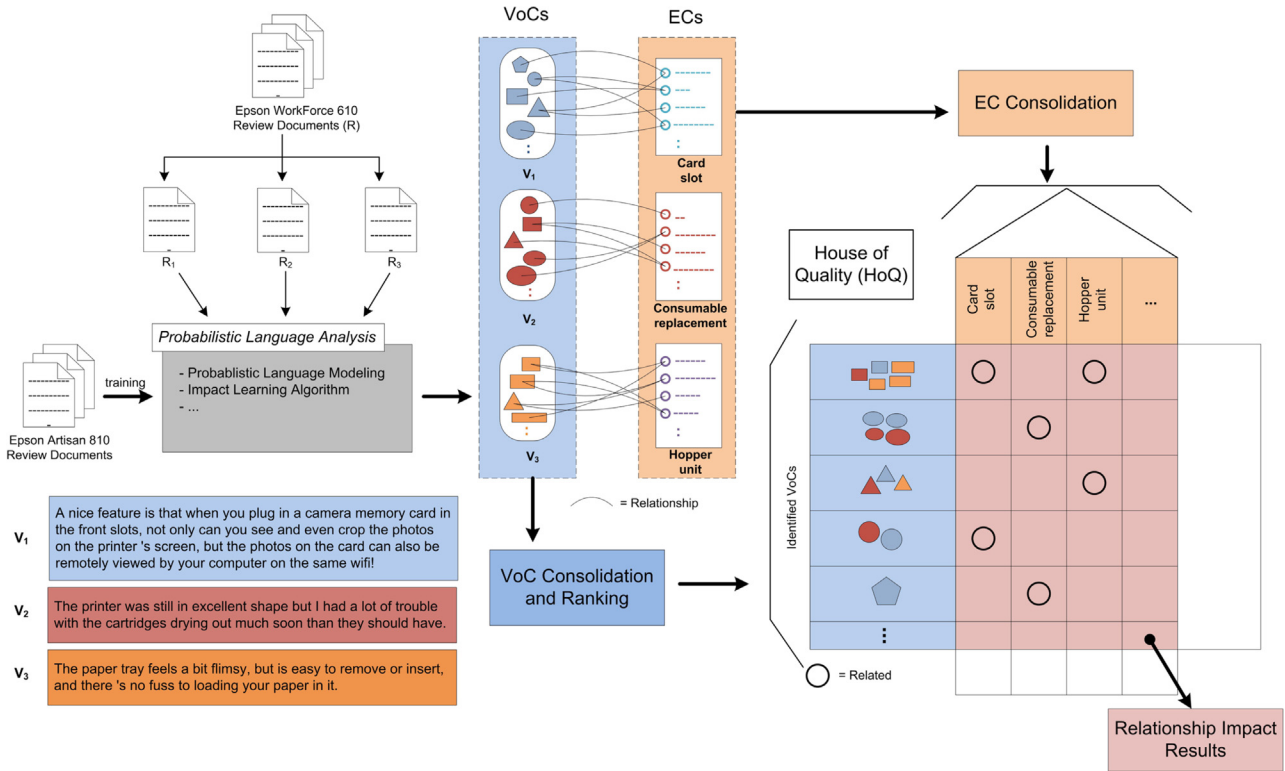 VoCs
ECs
Epson WorkForce 610
Review Documents (R)
R1
R2
R3
Probabilistic Language Analysis
- Probablistic Language Modeling
- Impact Learning Algorithm
- ...
training
Epson Artisan 810
Review Documents
V1
V2
V3
Card
slot
Consumable
replacement
Hopper
unit
= Relationship
EC Consolidation
VoC Consolidation
and Ranking
House of
Quality (HoQ)
Card
slot
Consumable
replacement
Hopper
unit
...
Identified VoCs
= Related
Relationship Impact
Results
V1
A nice feature is that when you plug in a camera memory card in
the front slots, not only can you see and even crop the photos
on the printer 's screen, but the photos on the card can also be
remotely viewed by your computer on the same wifi!
V2
The printer was still in excellent shape but I had a lot of trouble
with the cartridges drying out much soon than they should have.
V3
The paper tray feels a bit flimsy, but is easy to remove or insert,
and there 's no fuss to loading your paper in it.